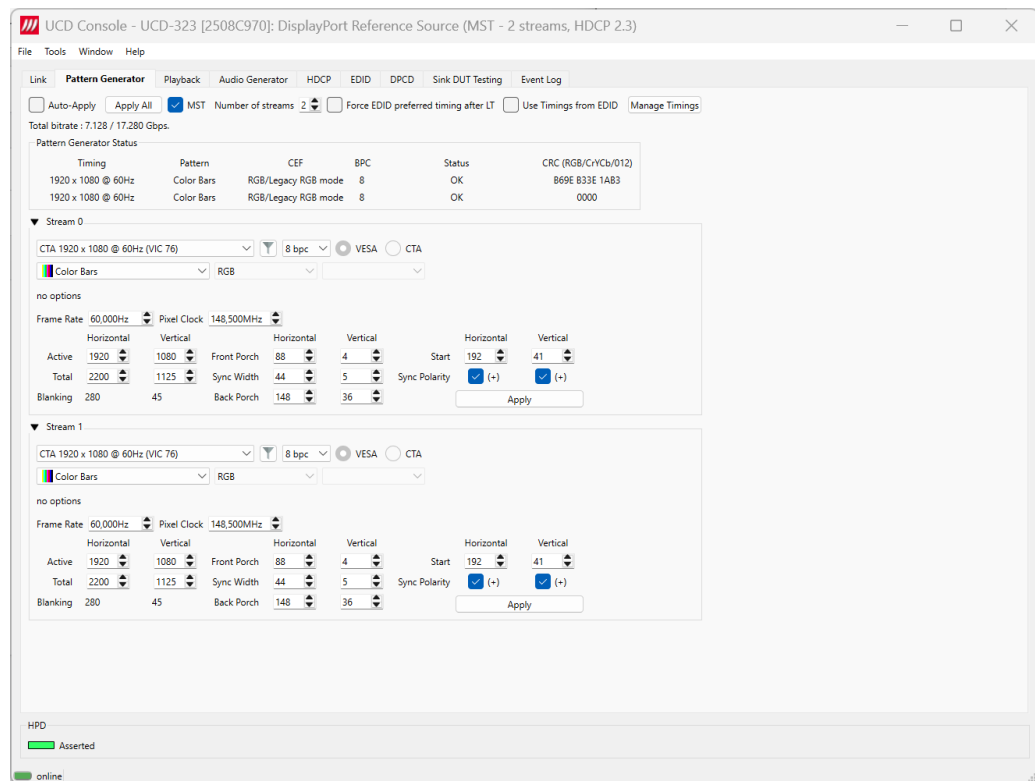 UCD Console - UCD-323 [2508C970]: DisplayPort Reference Source (MST - 2 streams, HDCP 2.3)
File Tools Window Help
Link Pattern Generator Playback Audio Generator HDCP EDID DPCD Sink DUT Testing Event Log
Auto-Apply Apply All MST Number of streams 2 Force EDID preferred timing after LT Use Timings from EDID Manage Timings
Total bitrate : 7.128 / 17.280 Gbps.
Pattern Generator Status
Timing Pattern CEF BPC Status CRC (RGB/CrYCb/012)
1920 x 1080 @ 60Hz Color Bars RGB/Legacy RGB mode 8 OK B69E B33E 1AB3
1920 x 1080 @ 60Hz Color Bars RGB/Legacy RGB mode 8 OK 0000
Stream 0
CTA 1920 x 1080 @ 60Hz (VIC 76) 8 bpc VESA CTA
Color Bars RGB
no options
Frame Rate 60,000Hz Pixel Clock 148,500MHz
Horizontal Vertical Horizontal Vertical Horizontal Vertical
Active 1920 1080 Front Porch 88 4 Start 192 41
Total 2200 1125 Sync Width 44 5 Sync Polarity (+) (+)
Blanking 280 45 Back Porch 148 36 Apply
Stream 1
CTA 1920 x 1080 @ 60Hz (VIC 76) 8 bpc VESA CTA
Color Bars RGB
no options
Frame Rate 60,000Hz Pixel Clock 148,500MHz
Horizontal Vertical Horizontal Vertical Horizontal Vertical
Active 1920 1080 Front Porch 88 4 Start 192 41
Total 2200 1125 Sync Width 44 5 Sync Polarity (+) (+)
Blanking 280 45 Back Porch 148 36 Apply
HPD
Asserted
online